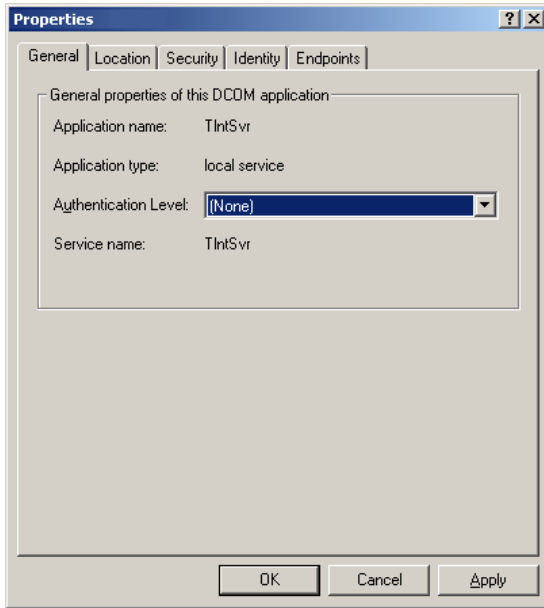 Properties
General Location Security Identity Endpoints
General properties of this DCOM application
Application name: TlntSvr
Application type: local service
Authentication Level: (None)
Service name: TlntSvr
OK Cancel Apply